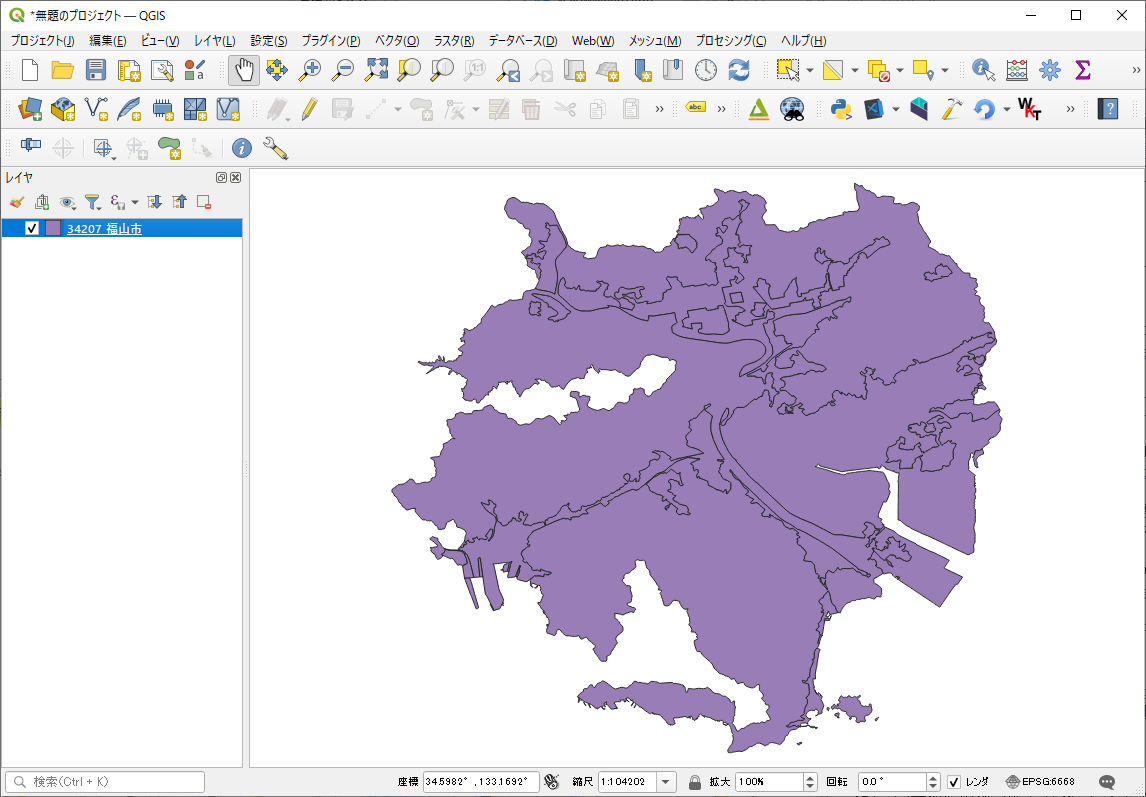 *無題のプロジェクト — QGIS
プロジェクト(J) 編集(E) ビュー(V) レイヤ(L) 設定(S) プラグイン(P) ベクタ(O) ラスタ(R) データベース(D) Web(W) メッシュ(M) プロセシング(C) ヘルプ(H)
abc
WKT
レイヤ
34207 福山市
検索(Ctrl + K)
座標 34.5982° ,133.1692° 縮尺 1:104202 拡大 100% 回転 0.0 ° レンダ EPSG:6668